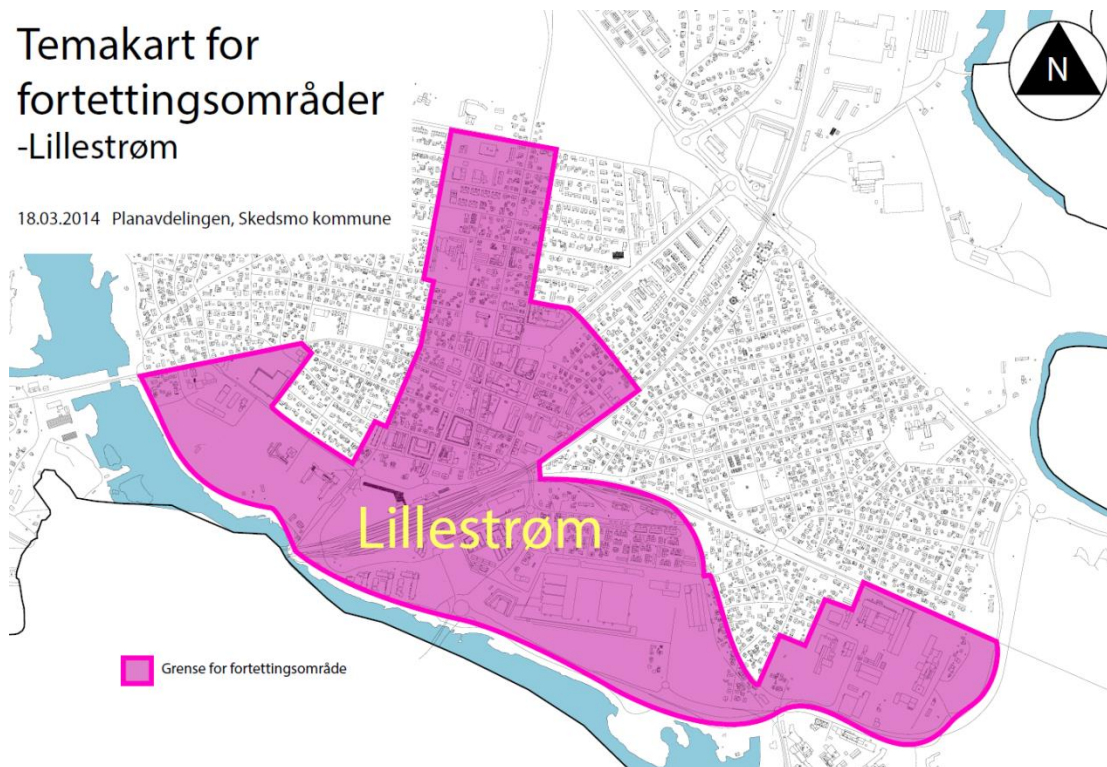 Temakart for
fortettingsområder
-Lillestrøm
18.03.2014 Planavdelingen, Skedsmo kommune
N
Lillestrøm
Grense for fortettingsområde